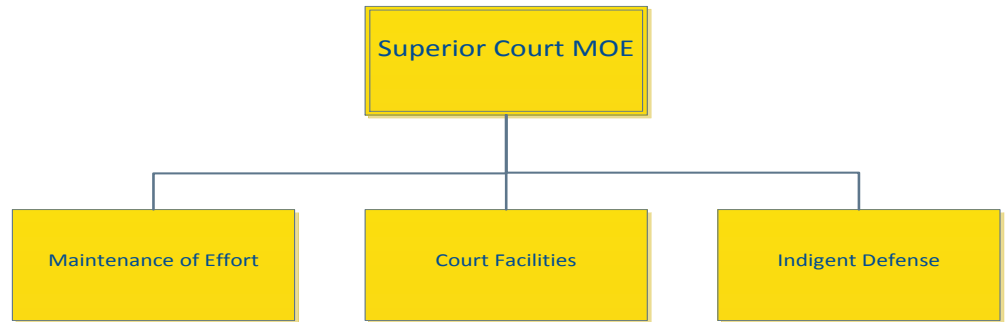 Superior Court MOE
Maintenance of Effort
Court Facilities
Indigent Defense